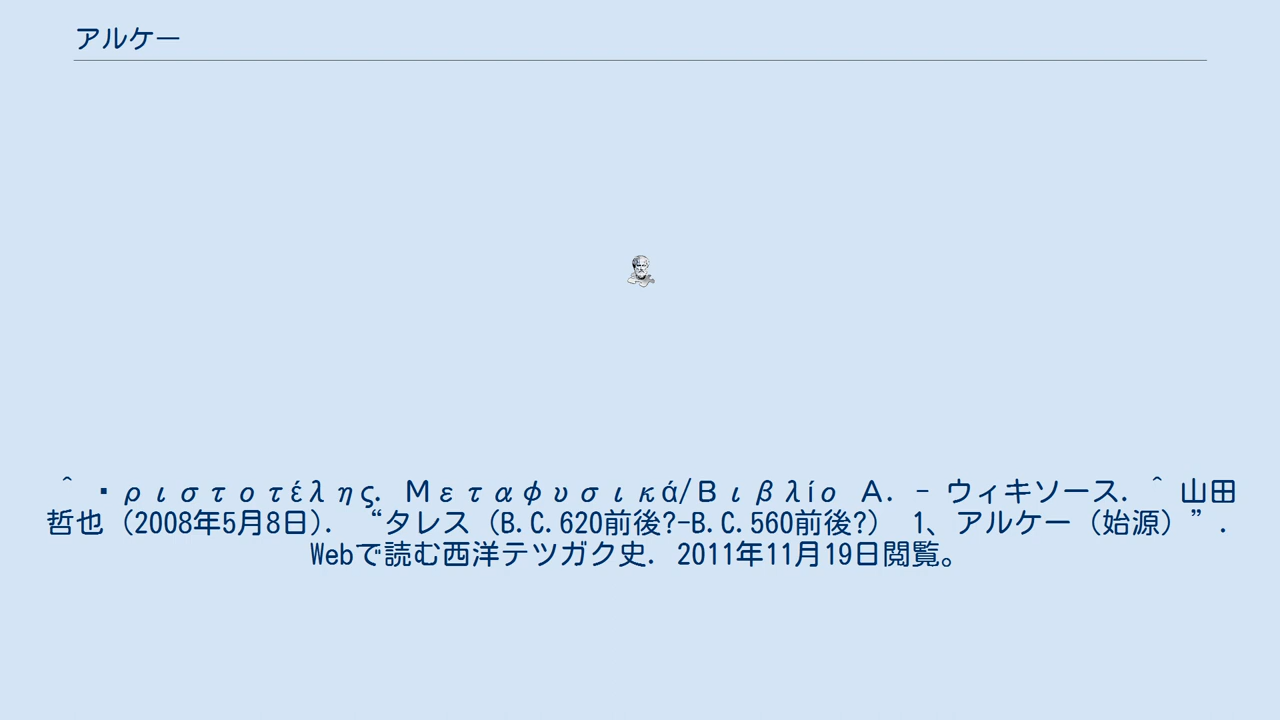 アルケー
^ ・ριστοτέλης. Μεταφυσικά/Βιβλίο Α. - ウィキソース. ^ 山田
哲也 (2008年5月8日). “タレス (B.C.620前後?-B.C.560前後?) 1、アルケー (始源)”.
Webで読む西洋テツガク史. 2011年11月19日閲覧。